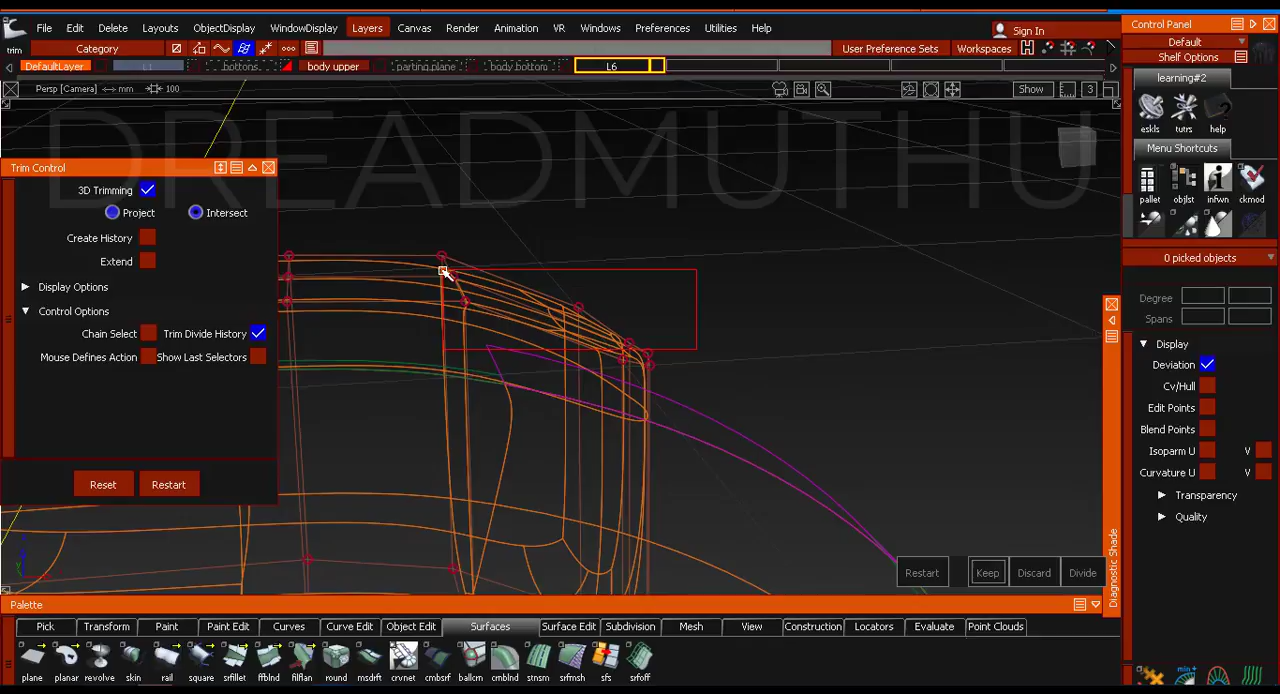 File Edit Delete Layouts ObjectDisplay WindowDisplay Layers Canvas Render Animation VR Windows Preferences Utilities Help
Sign In
trim Category User Preference Sets Workspaces
DefaultLayer L1 bottons body upper parting plane body bottom L6
Persp [Camera] mm 100 Show 3
DREADMUTHU
Trim Control
3D Trimming
Project Intersect
Create History
Extend
Display Options
Control Options
Chain Select Trim Divide History
Mouse Defines Action Show Last Selectors
Reset Restart
Restart Keep Discard Divide
Diagnostic Shade
Control Panel
Default
Shelf Options
learning#2
eskls tutrs help
Menu Shortcuts
pallet objlst infwn ckmod
0 picked objects
Degree
Spans
Display
Deviation
Cv/Hull
Edit Points
Blend Points
Isoparm U V
Curvature U V
Transparency
Quality
Palette
Pick Transform Paint Paint Edit Curves Curve Edit Object Edit Surfaces Surface Edit Subdivision Mesh View Construction Locators Evaluate Point Clouds
plane planar revolve skin rail square srfillet ffblnd filflan round msdrft crvnet cmbsrf ballcrn cmblnd stnsrn srfmsh sfs srfoff